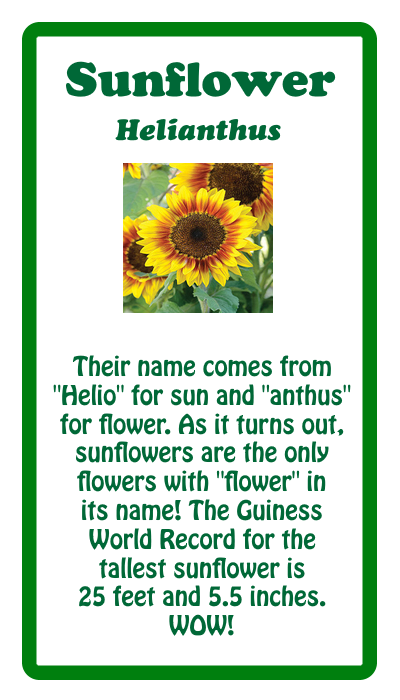 Sunflower
Helianthus
Their name comes from
"Helio" for sun and "anthus"
for flower. As it turns out,
sunflowers are the only
flowers with "flower" in
its name! The Guiness
World Record for the
tallest sunflower is
25 feet and 5.5 inches.
WOW!